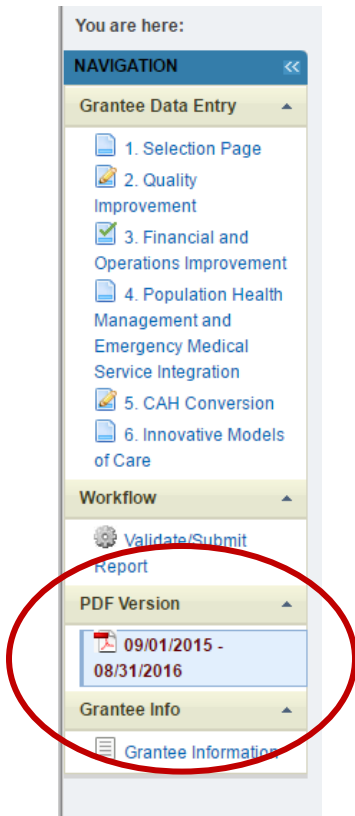 You are here:
NAVIGATION
Grantee Data Entry
1. Selection Page
2. Quality
Improvement
3. Financial and
Operations Improvement
4. Population Health
Management and
Emergency Medical
Service Integration
5. CAH Conversion
6. Innovative Models
of Care
Workflow
Validate/Submit
Report
PDF Version
09/01/2015 -
08/31/2016
Grantee Info
Grantee Information